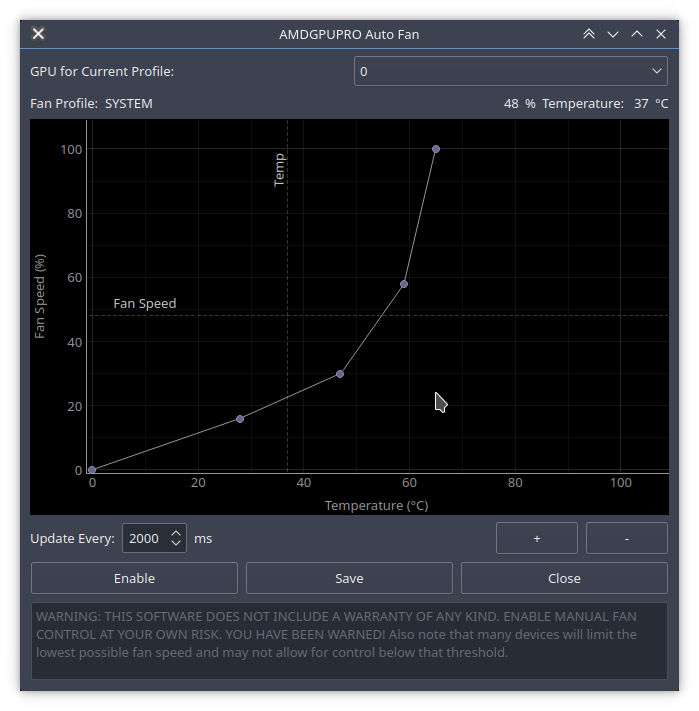 AMDGPUPRO Auto Fan
GPU for Current Profile: 0
Fan Profile: SYSTEM 48 % Temperature: 37 °C
100
80
60
40
20
0
Fan Speed (%)
Temp
Fan Speed
0 20 40 60 80 100
Temperature (°C)
Update Every: 2000 ms + -
Enable Save Close
WARNING: THIS SOFTWARE DOES NOT INCLUDE A WARRANTY OF ANY KIND. ENABLE MANUAL FAN
CONTROL AT YOUR OWN RISK. YOU HAVE BEEN WARNED! Also note that many devices will limit the
lowest possible fan speed and may not allow for control below that threshold.